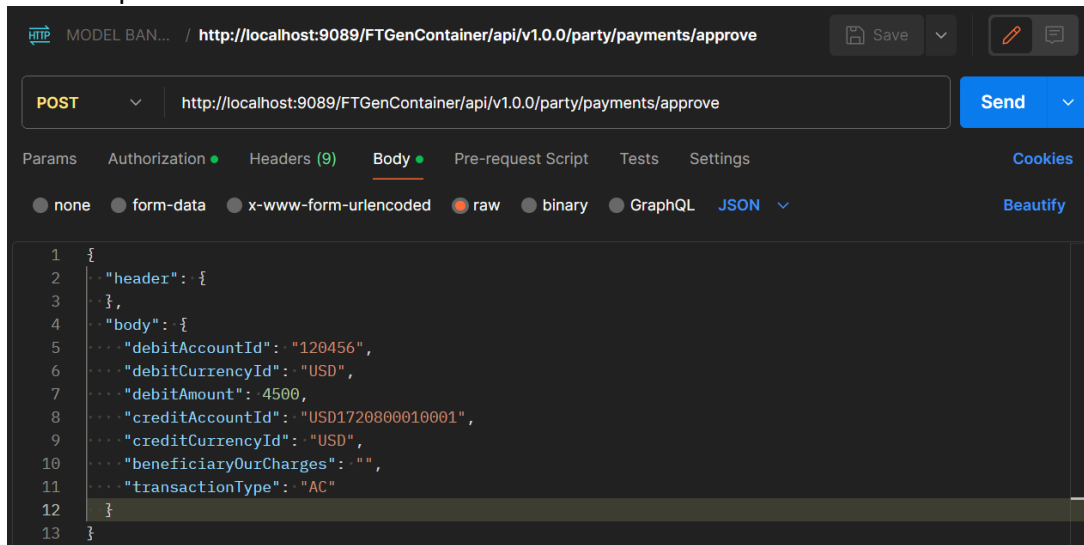 HTTP MODEL BAN... / http://localhost:9089/FTGenContainer/api/v1.0.0/party/payments/approve Save
POST http://localhost:9089/FTGenContainer/api/v1.0.0/party/payments/approve Send
Params Authorization Headers (9) Body Pre-request Script Tests Settings Cookies
none form-data x-www-form-urlencoded raw binary GraphQL JSON Beautify
1 {
2 "header": {
3 },
4 "body": {
5 "debitAccountId": "120456",
6 "debitCurrencyId": "USD",
7 "debitAmount": 4500,
8 "creditAccountId": "USD1720800010001",
9 "creditCurrencyId": "USD",
10 "beneficiaryOurCharges": "",
11 "transactionType": "AC"
12 }
13 }